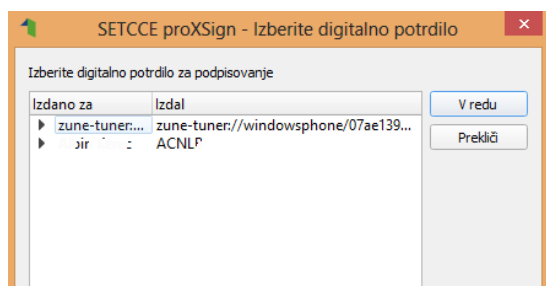 SETCCE proXSign - Izberite digitalno potrdilo
Izberite digitalno potrdilo za podpisovanje
Izdano za Izdal V redu
zune-tuner:... zune-tuner://windowsphone/07ae139...
Prekliči